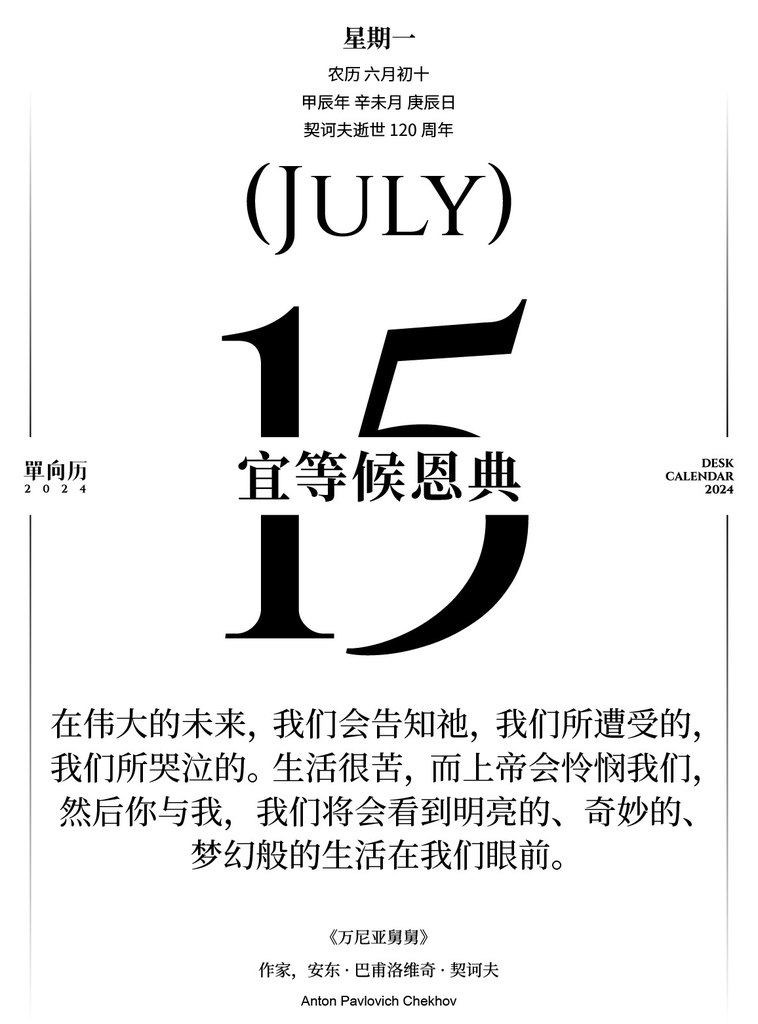 星期一
农历 六月初十
甲辰年 辛未月 庚辰日
契诃夫逝世 120 周年
(JULY)
15
宜等候恩典
單向历
2024
DESK
CALENDAR
2024
在伟大的未来，我们会告知祂，我们所遭受的，
我们所哭泣的。生活很苦，而上帝会怜悯我们，
然后你与我，我们将会看到明亮的、奇妙的、
梦幻般的生活在我们眼前。
《万尼亚舅舅》
作家，安东·巴甫洛维奇·契诃夫
Anton Pavlovich Chekhov